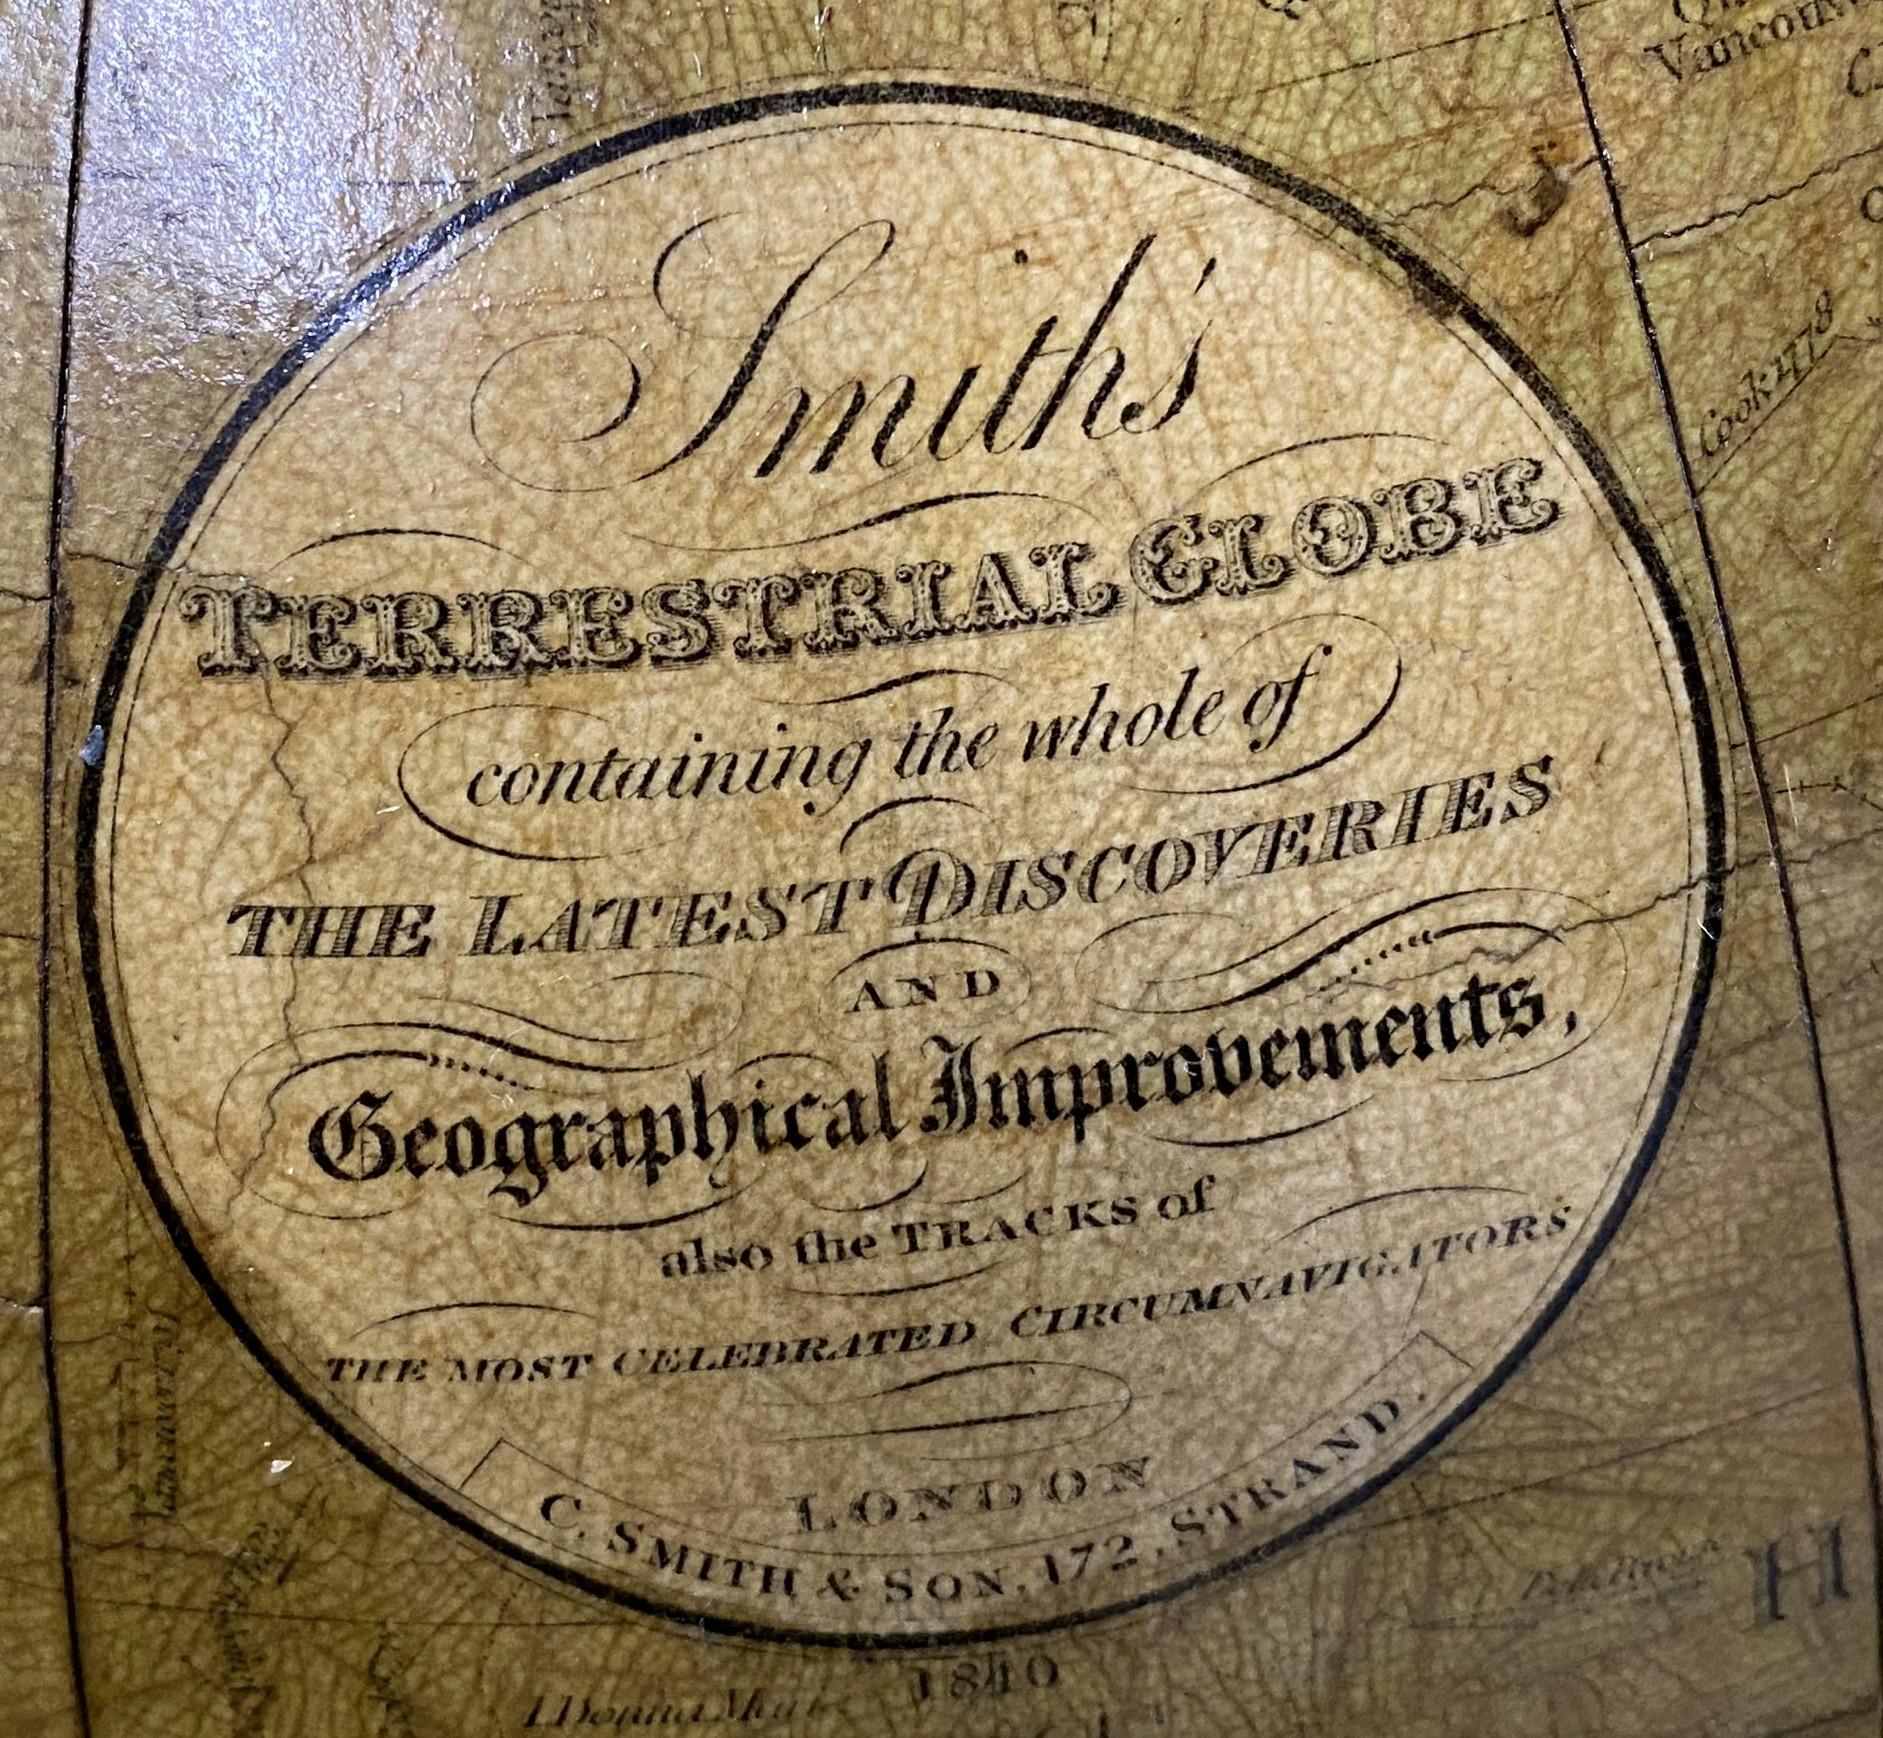 Vancouv
Cook 1778
Smith's
TERRESTRIAL GLOBE
containing the whole of
THE LATEST DISCOVERIES
AND
Geographical Improvements,
also the TRACKS of
THE MOST CELEBRATED CIRCUMNAVIGATORS
LONDON
C. SMITH & SON, 172, STRAND.
H
1840